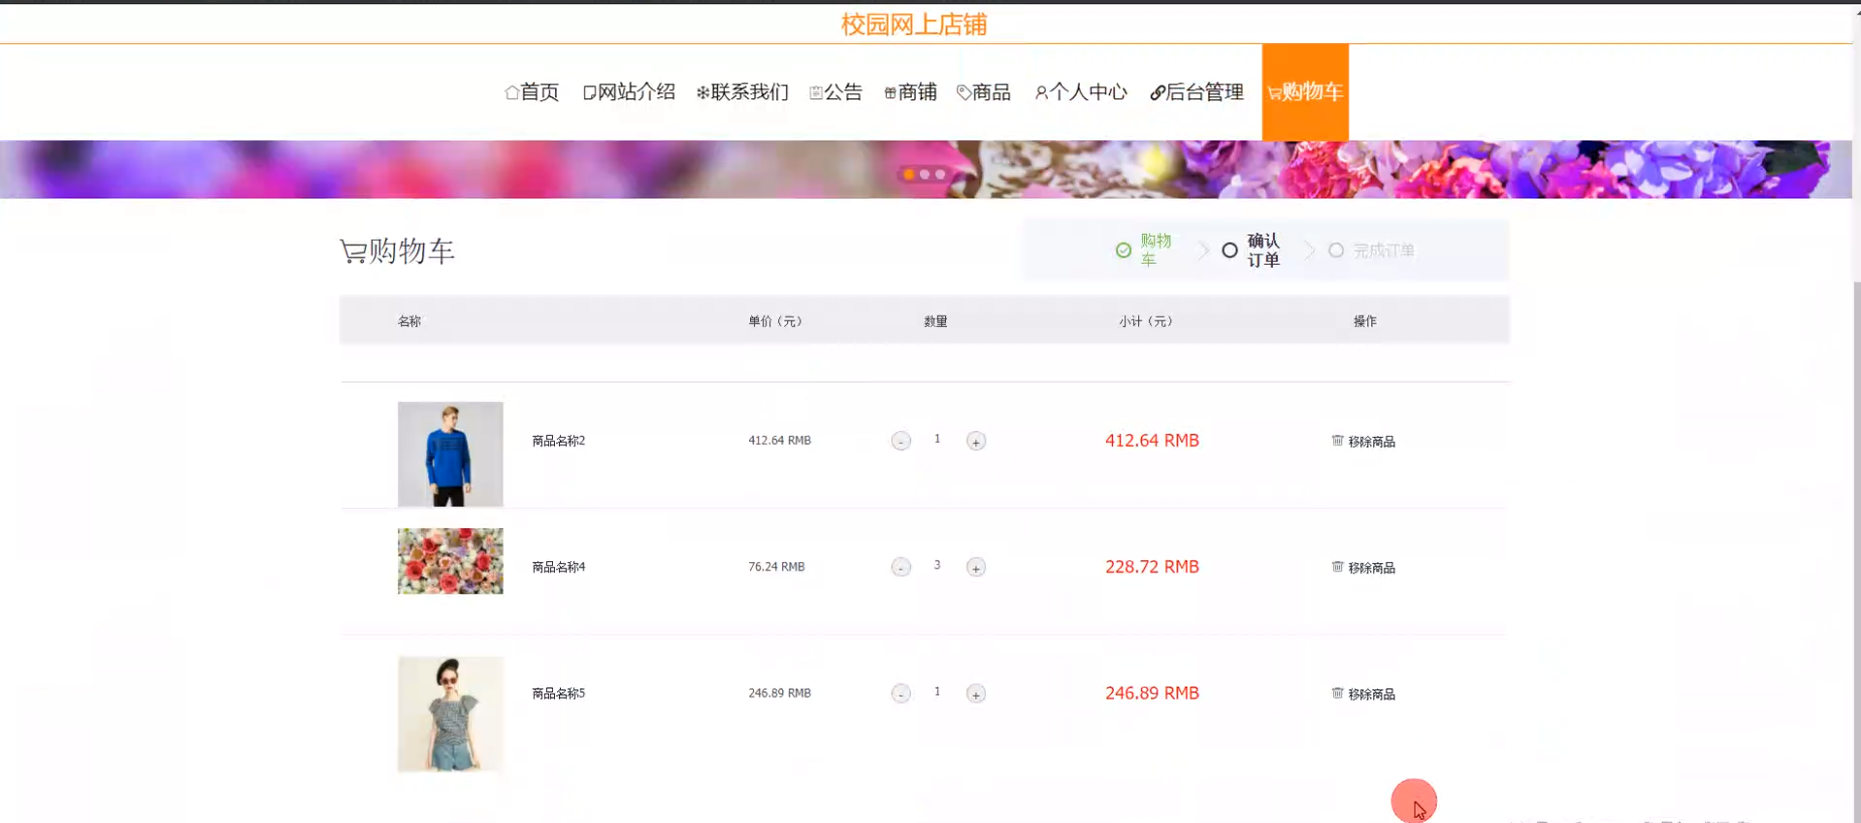 校园网上店铺
首页 网站介绍 联系我们 公告 商铺 商品 个人中心 后台管理 购物车
购物车
购物
车
确认
订单
完成订单
名称 单价（元） 数量 小计（元） 操作
商品名称2 412.64 RMB - 1 + 412.64 RMB 移除商品
商品名称4 76.24 RMB - 3 + 228.72 RMB 移除商品
商品名称5 246.89 RMB - 1 + 246.89 RMB 移除商品